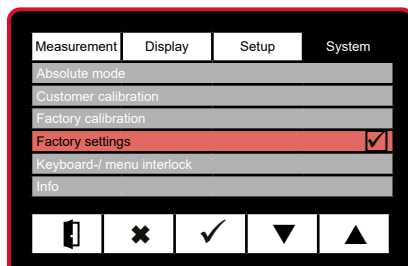 Measurement Display Setup System
Absolute mode
Customer calibration
Factory calibration
Factory settings
Keyboard-/ menu interlock
Info